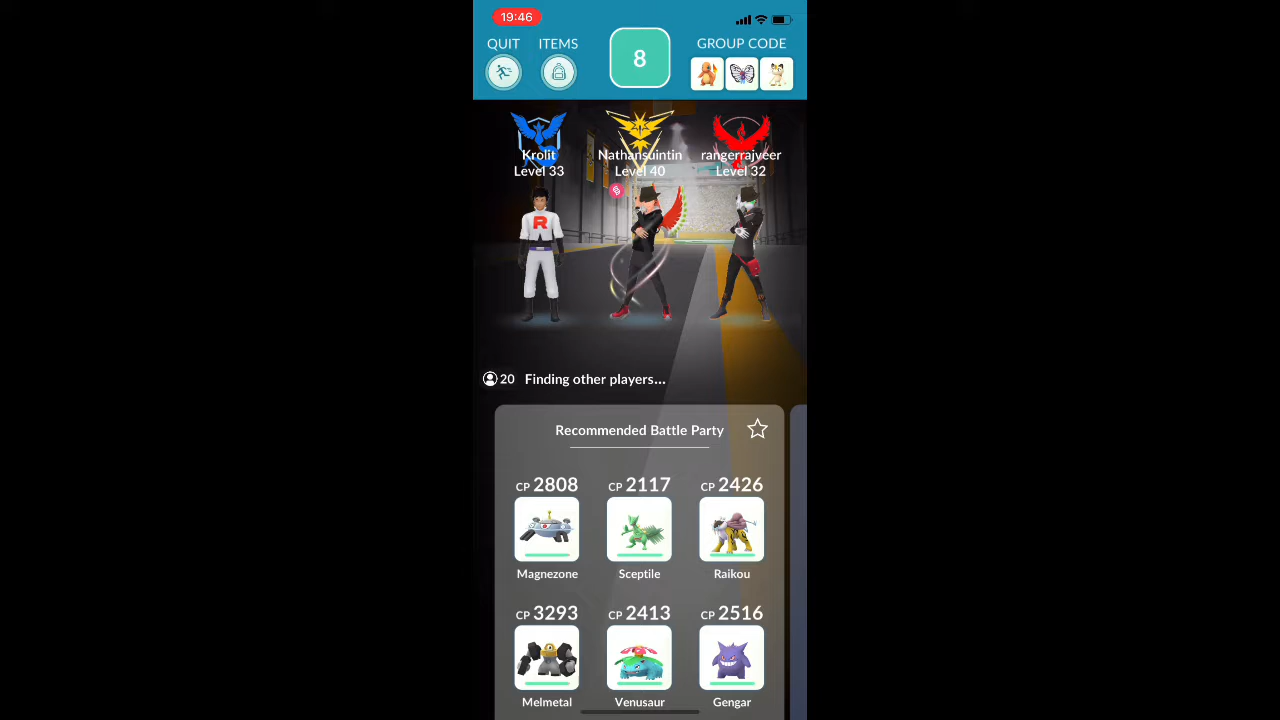 19:46
QUIT ITEMS 8 GROUP CODE
Krolit Nathansuintin rangerrajveer
Level 33 Level 40 Level 32
R
20 Finding other players...
Recommended Battle Party
CP 2808 CP 2117 CP 2426
Magnezone Sceptile Raikou
CP 3293 CP 2413 CP 2516
Melmetal Venusaur Gengar